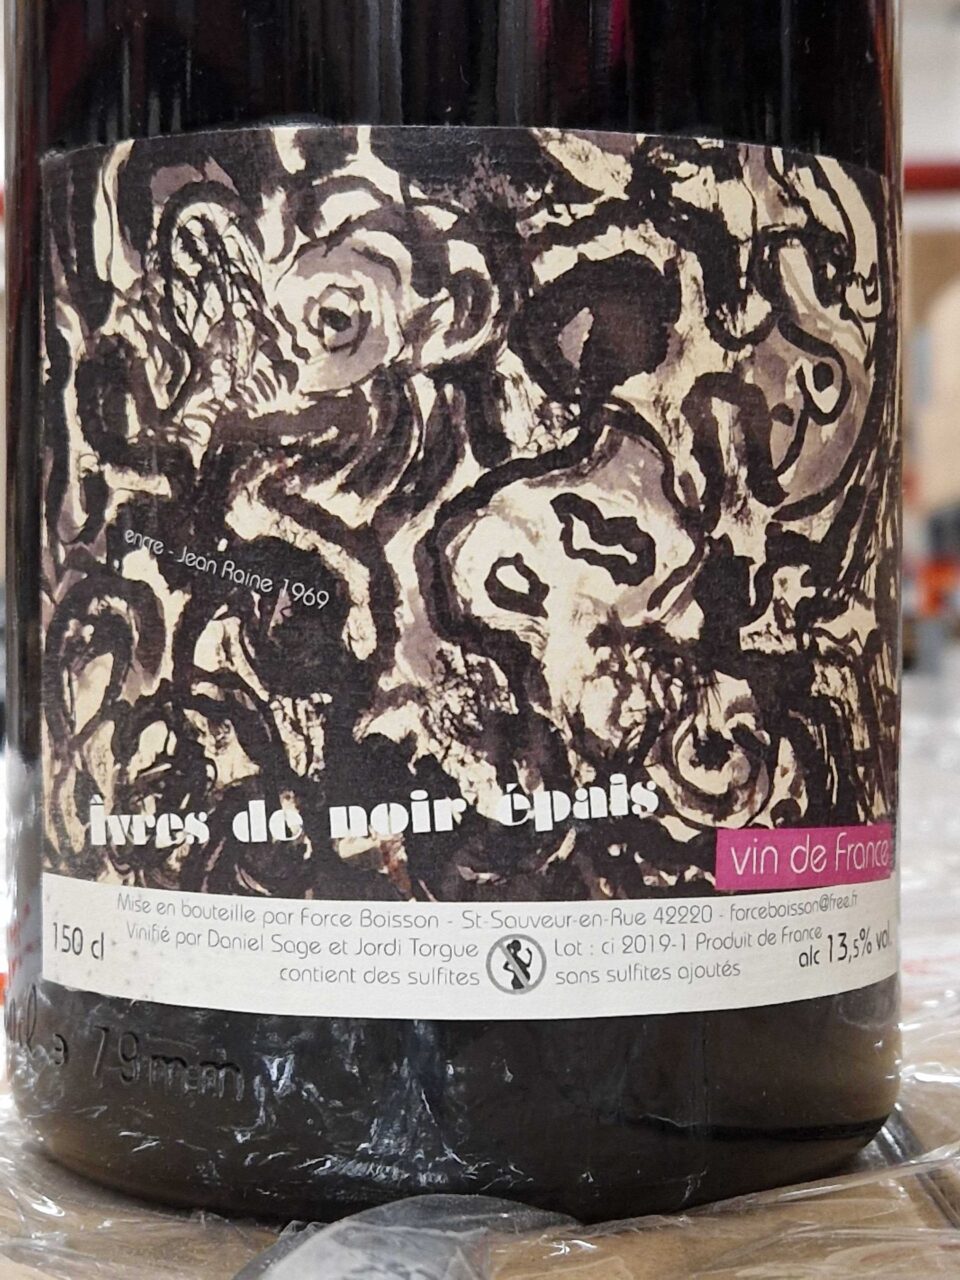 encre - Jean Raine 1969
ivres de noir épais
vin de France
Mise en bouteille par Force Boisson - St-Sauveur-en-Rue 42220 - forceboisson@free.fr
150 cl
Vinifié par Daniel Sage et Jordi Torgue
Lot : ci 2019-1 Produit de France
alc 13,5% vol.
contient des sulfites
sans sulfites ajoutés
79mm